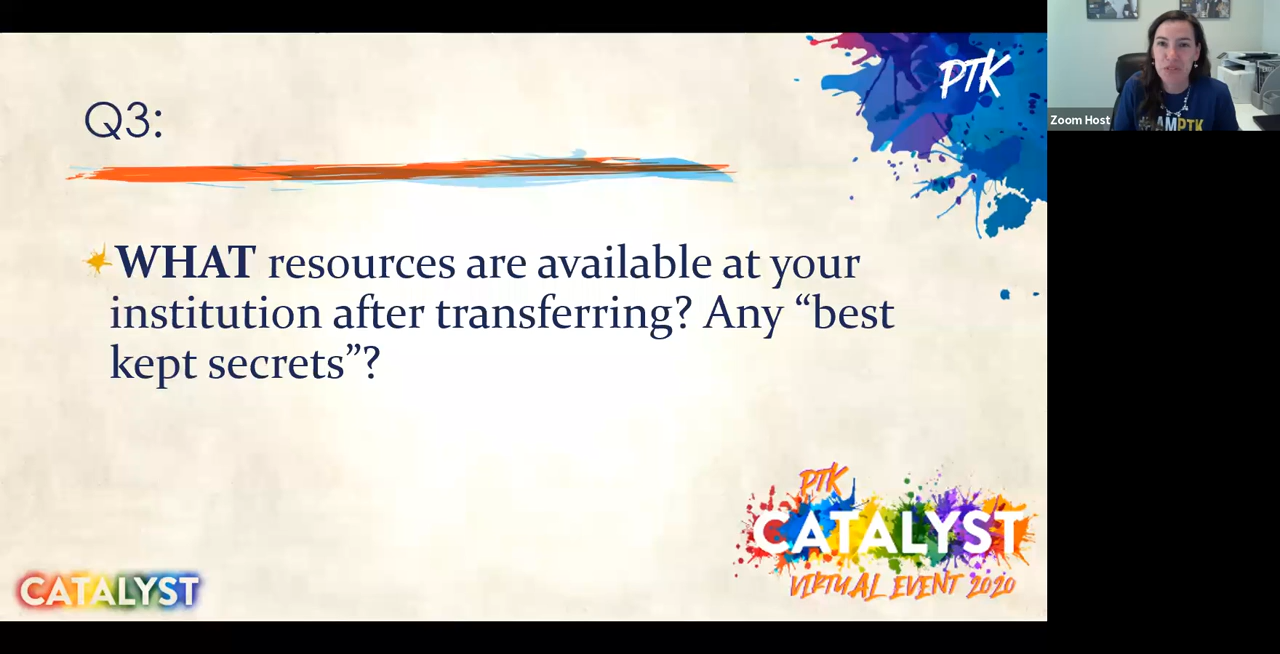 Q3:
WHAT resources are available at your
institution after transferring? Any “best
kept secrets”?
PTK
Zoom Host
AMPTK
PTK
CATALYST
VIRTUAL EVENT 2020
CATALYST